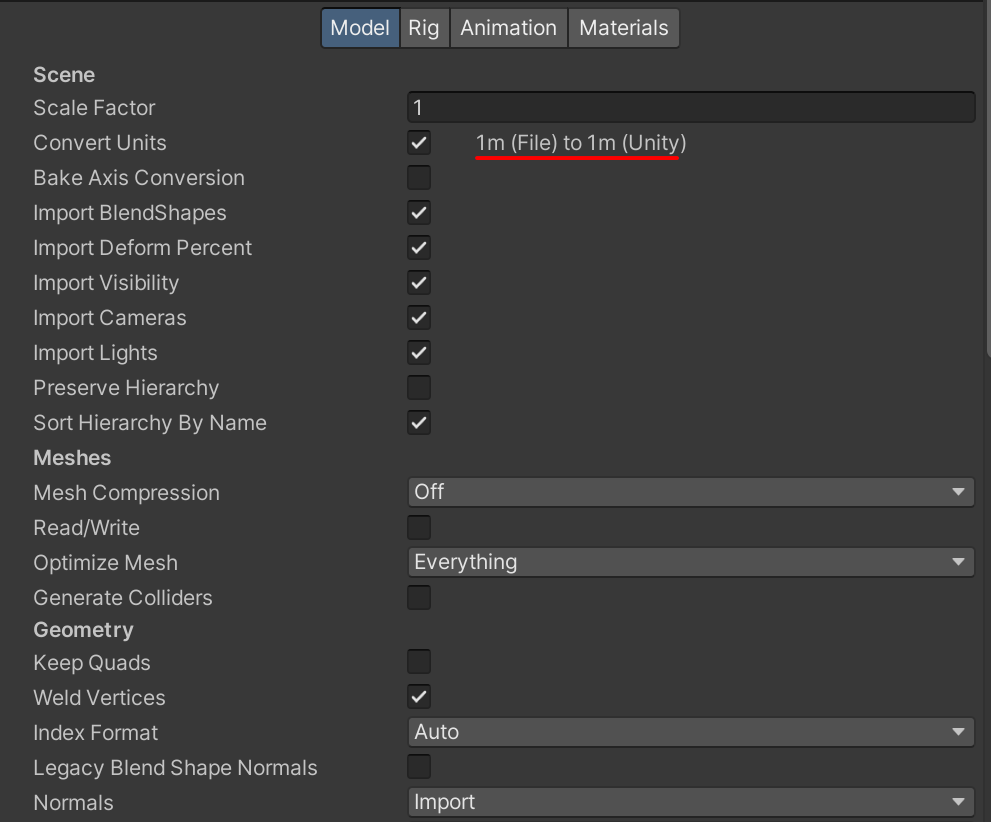 Model Rig Animation Materials
Scene
Scale Factor 1
Convert Units 1m (File) to 1m (Unity)
Bake Axis Conversion
Import BlendShapes
Import Deform Percent
Import Visibility
Import Cameras
Import Lights
Preserve Hierarchy
Sort Hierarchy By Name
Meshes
Mesh Compression Off
Read/Write
Optimize Mesh Everything
Generate Colliders
Geometry
Keep Quads
Weld Vertices
Index Format Auto
Legacy Blend Shape Normals
Normals Import